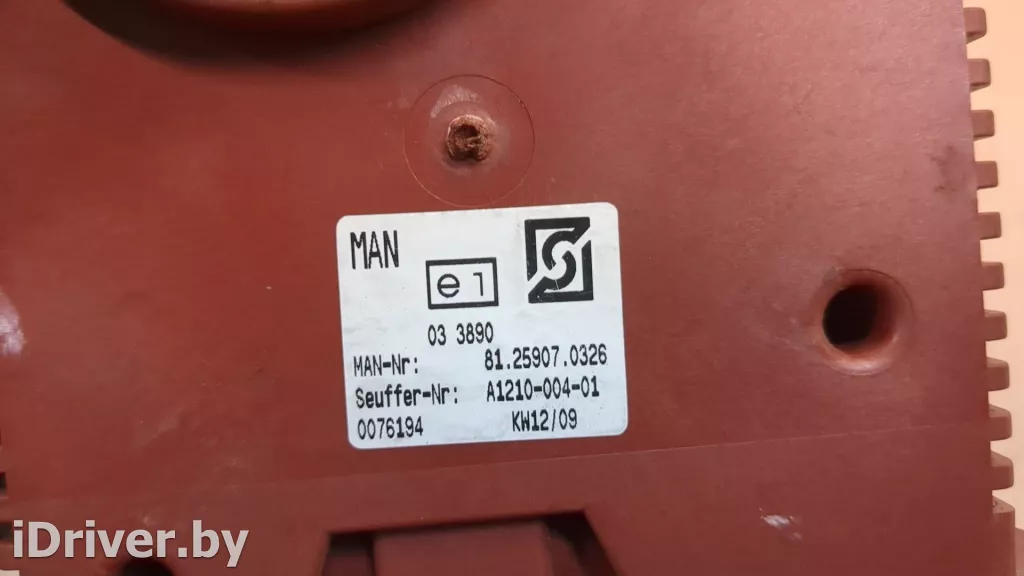 MAN
e1
03 3890
MAN-Nr: 81.25907.0326
Seuffer-Nr: A1210-004-01
0076194 KW12/09
iDriver.by